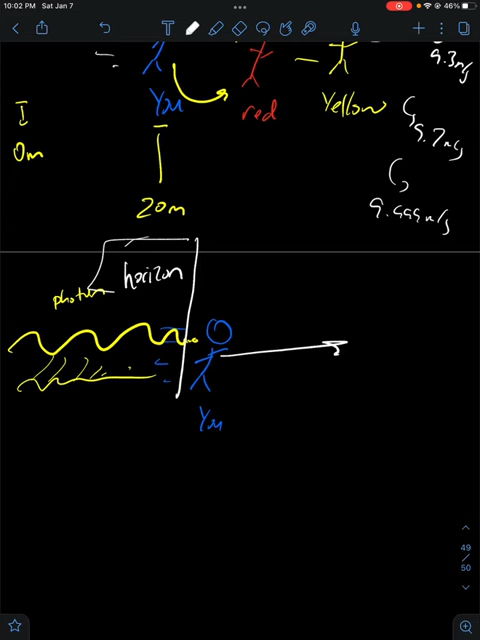 10:02 PM Sat Jan 7
46%
9.3m/s
You
red
Yellow
I
0m
9.7m/s
20m
9.999m/s
horizon
photon
You
49
50